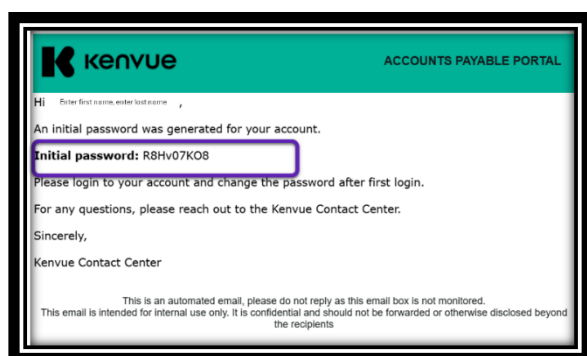 Kenvue
ACCOUNTS PAYABLE PORTAL
Hi Enter first name, enter last name ,
An initial password was generated for your account.
Initial password: R8Hv07KO8
Please login to your account and change the password after first login.
For any questions, please reach out to the Kenvue Contact Center.
Sincerely,
Kenvue Contact Center
This is an automated email, please do not reply as this email box is not monitored.
This email is intended for internal use only. It is confidential and should not be forwarded or otherwise disclosed beyond
the recipients